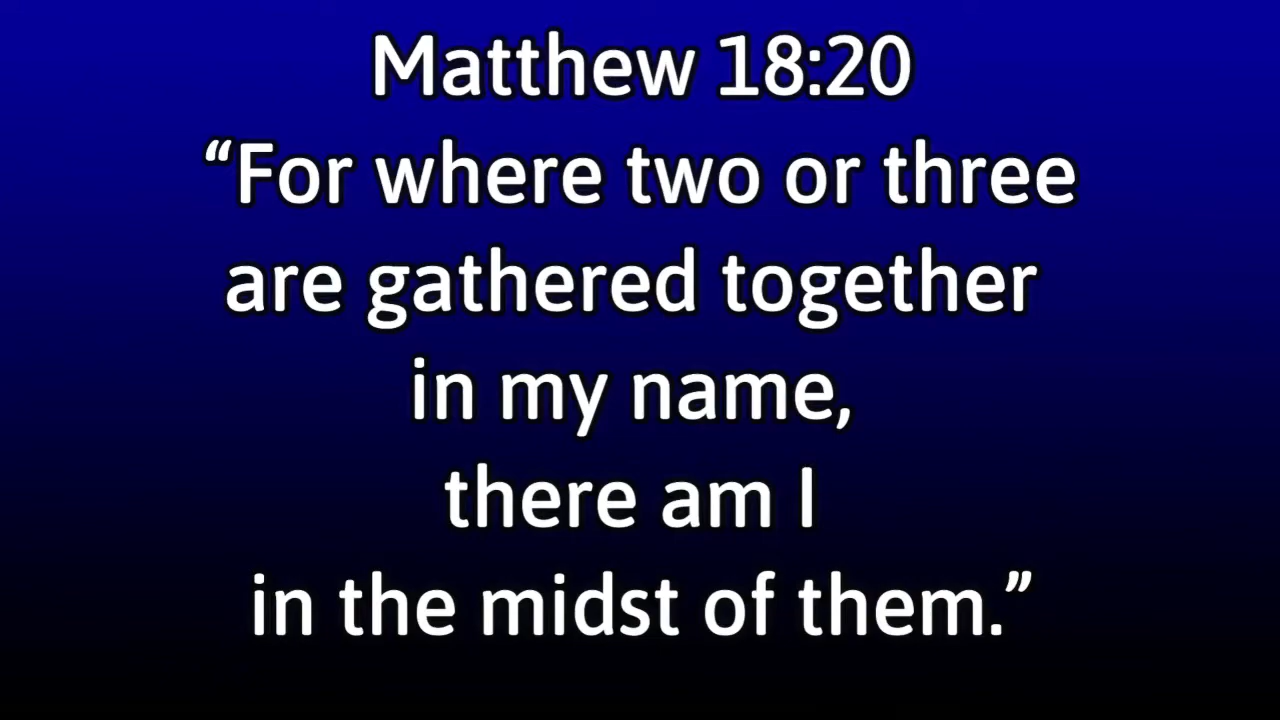 Matthew 18:20
“For where two or three
are gathered together
in my name,
there am I
in the midst of them.”